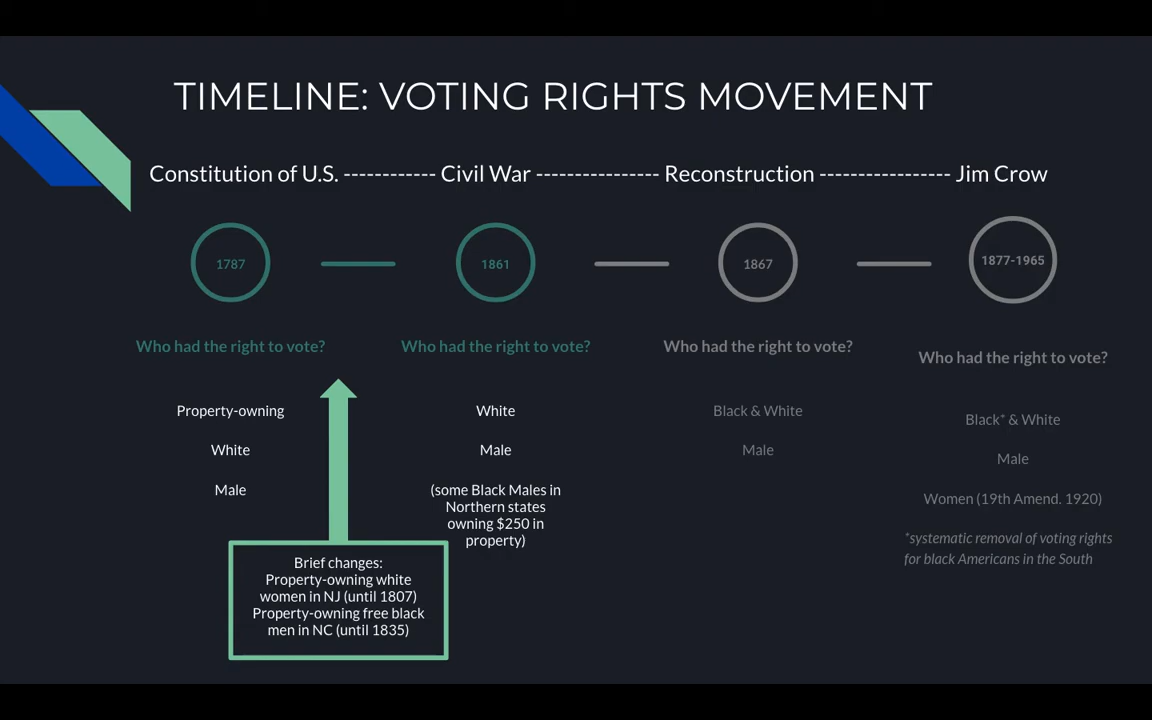 TIMELINE: VOTING RIGHTS MOVEMENT
Constitution of U.S. ------------ Civil War ---------------- Reconstruction ----------------- Jim Crow
1787
1861
1867
1877-1965
Who had the right to vote?
Property-owning
White
Male
Who had the right to vote?
White
Male
(some Black Males in
Northern states
owning $250 in
property)
Who had the right to vote?
Black & White
Male
Who had the right to vote?
Black* & White
Male
Women (19th Amend. 1920)
*systematic removal of voting rights
for black Americans in the South
Brief changes:
Property-owning white
women in NJ (until 1807)
Property-owning free black
men in NC (until 1835)